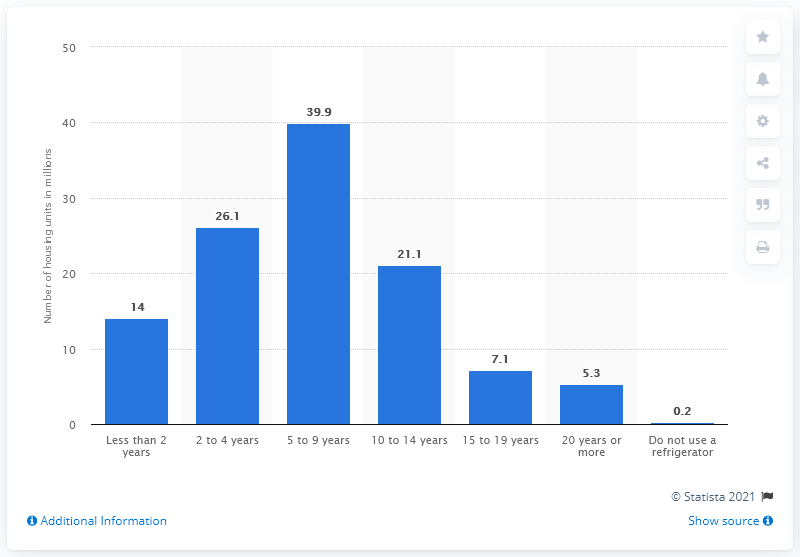 50
40
30
20
10
0
Number of housing units in millions
14
26.1
39.9
21.1
7.1
5.3
0.2
Less than 2
years
2 to 4 years
5 to 9 years
10 to 14 years
15 to 19 years
20 years or
more
Do not use a
refrigerator
© Statista 2021
Additional Information
Show source